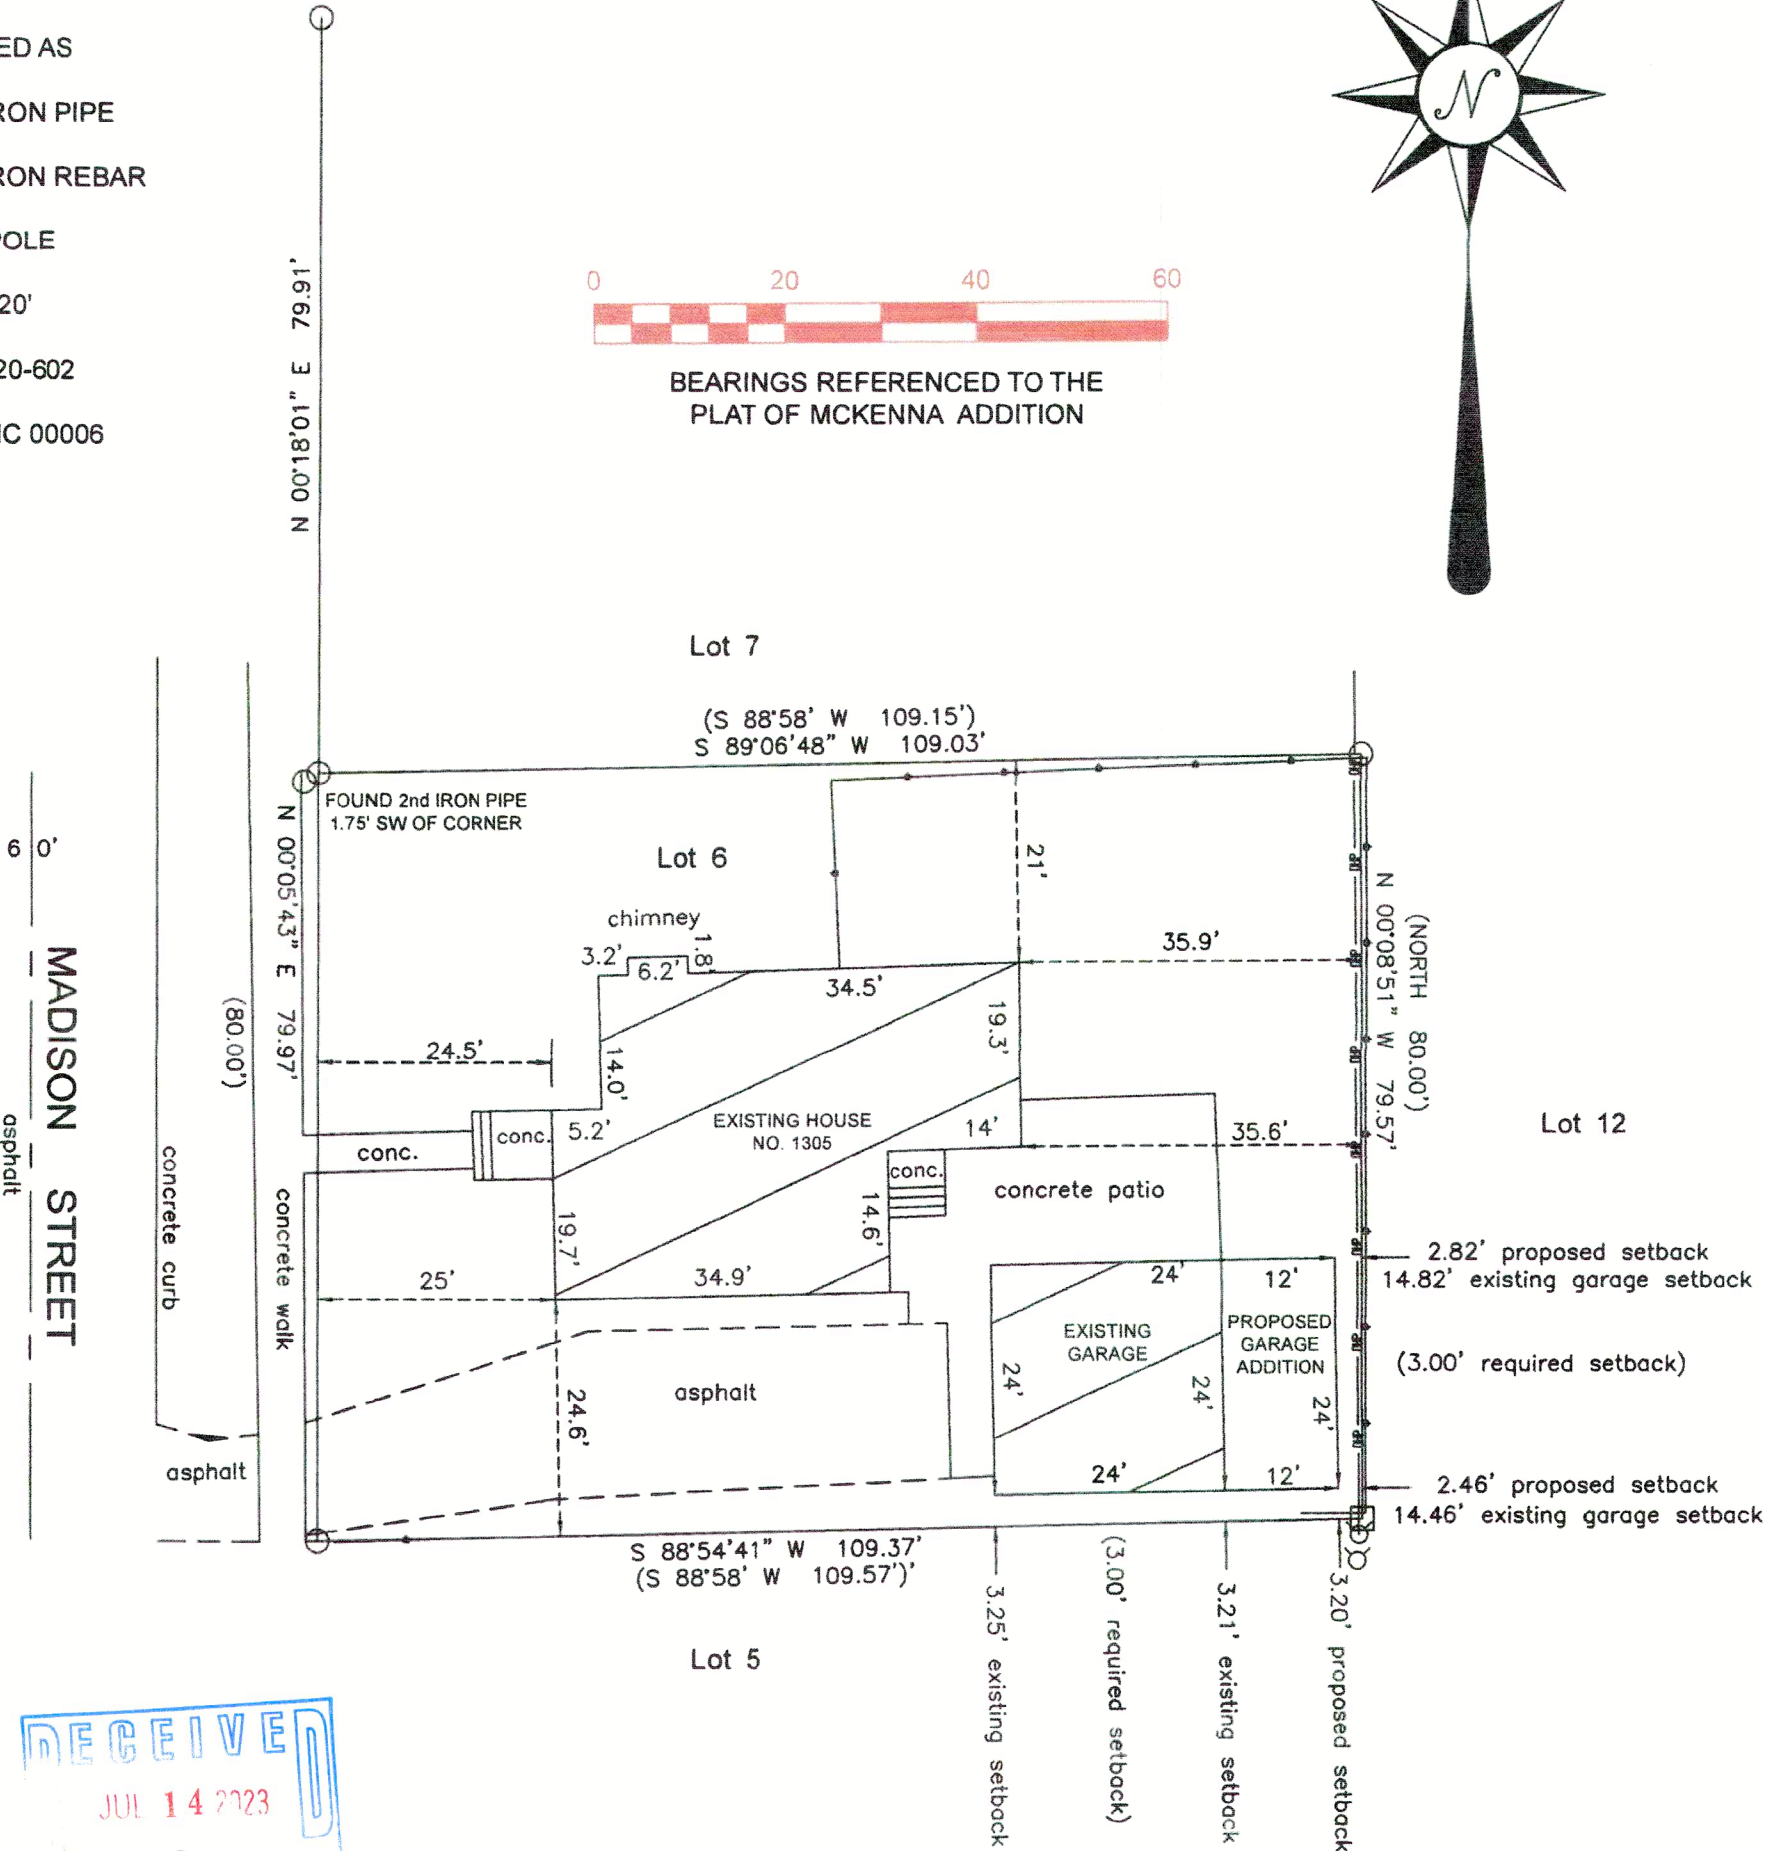 ED AS
RON PIPE
RON REBAR
POLE
20'
20-602
IC 00006
N 00°18'01" E 79.91'
N
0 20 40 60
BEARINGS REFERENCED TO THE
PLAT OF MCKENNA ADDITION
Lot 7
(S 88°58' W 109.15')
S 89°06'48" W 109.03'
FOUND 2nd IRON PIPE
1.75' SW OF CORNER
Lot 6
21'
chimney
3.2'
6.2'
1.8'
34.5'
35.9'
19.3'
(NORTH 80.00')
N 00°08'51" W 79.57'
N 00°05'43" E 79.97'
(80.00')
60'
MADISON STREET
asphalt
concrete curb
concrete walk
24.5'
14.0'
5.2'
conc.
conc.
EXISTING HOUSE
NO. 1305
14'
35.6'
conc.
concrete patio
Lot 12
19.7'
14.6'
25'
34.9'
24'
12'
2.82' proposed setback
14.82' existing garage setback
EXISTING
GARAGE
PROPOSED
GARAGE
ADDITION
(3.00' required setback)
24'
24'
24'
24.6'
asphalt
asphalt
24'
12'
2.46' proposed setback
14.46' existing garage setback
S 88°54'41" W 109.37'
(S 88°58' W 109.57')'
3.25' existing setback
(3.00' required setback)
3.21' existing setback
3.20' proposed setback
Lot 5
RECEIVED
JUL 14 2023